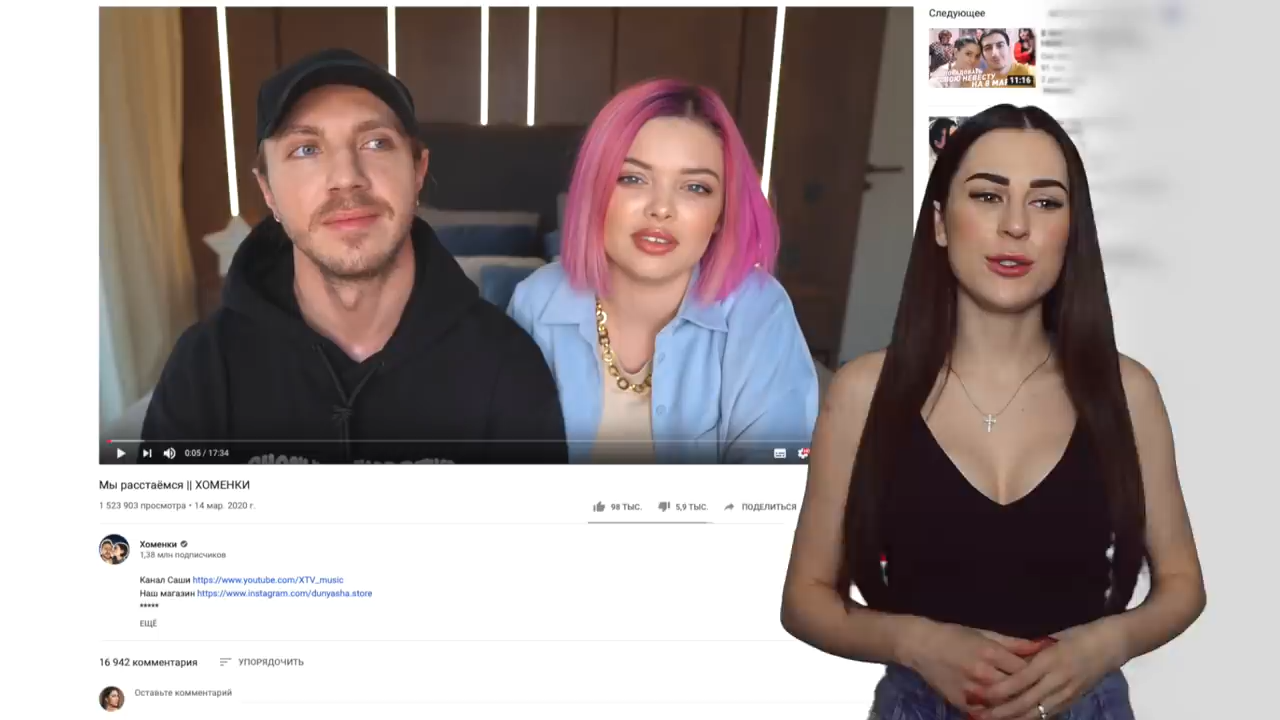 Следующее
11:16
0:05 / 17:34
Мы расстаёмся || ХОМЕНКИ
1 523 903 просмотра • 14 мар. 2020 г.
98 ТЫС.
5,9 ТЫС.
ПОДЕЛИТЬСЯ
Хоменки
1,38 млн подписчиков
Канал Саши https://www.youtube.com/XTV_music
Наш магазин https://www.instagram.com/dunyasha.store
*****
ЕЩЁ
16 942 комментария
УПОРЯДОЧИТЬ
Оставьте комментарий